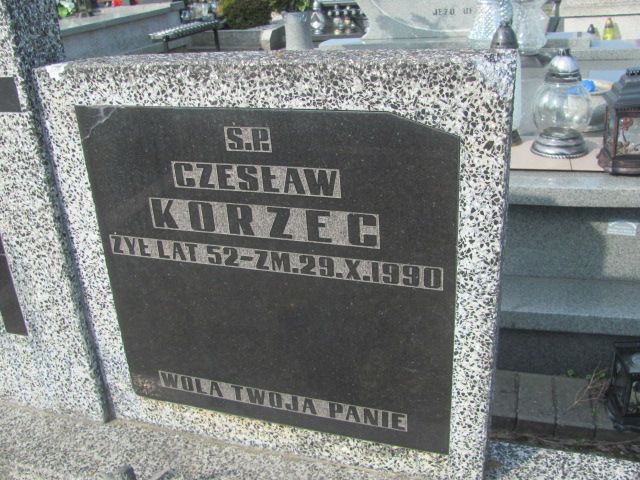 Ś.P.
CZESŁAW
KORZEC
ŻYŁ LAT 52-ZM.29.X.1990
WOLA TWOJA PANIE